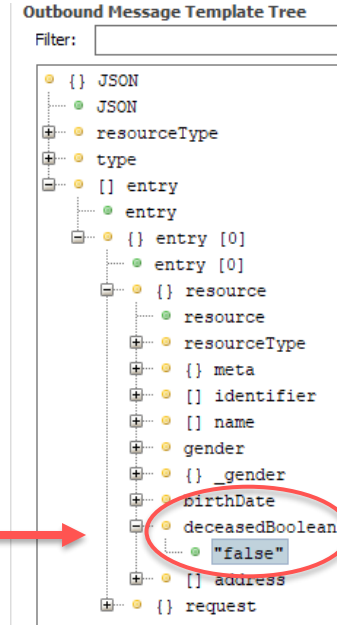 Outbound Message Template Tree
Filter:
{} JSON
JSON
resourceType
type
[] entry
entry
{} entry [0]
entry [0]
{} resource
resource
resourceType
{} meta
[] identifier
[] name
gender
{} _gender
birthDate
deceasedBoolean
"false"
[] address
{} request